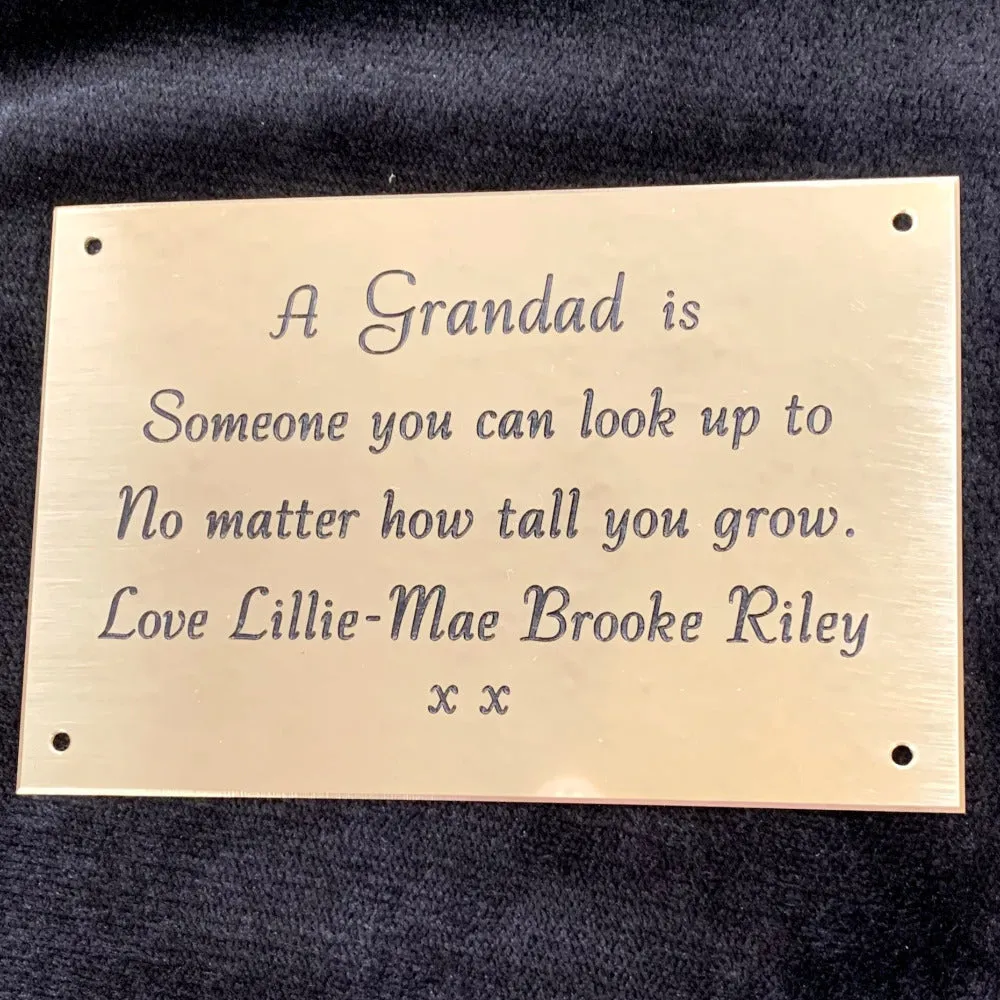 A Grandad is
Someone you can look up to
No matter how tall you grow.
Love Lillie-Mae Brooke Riley
x x